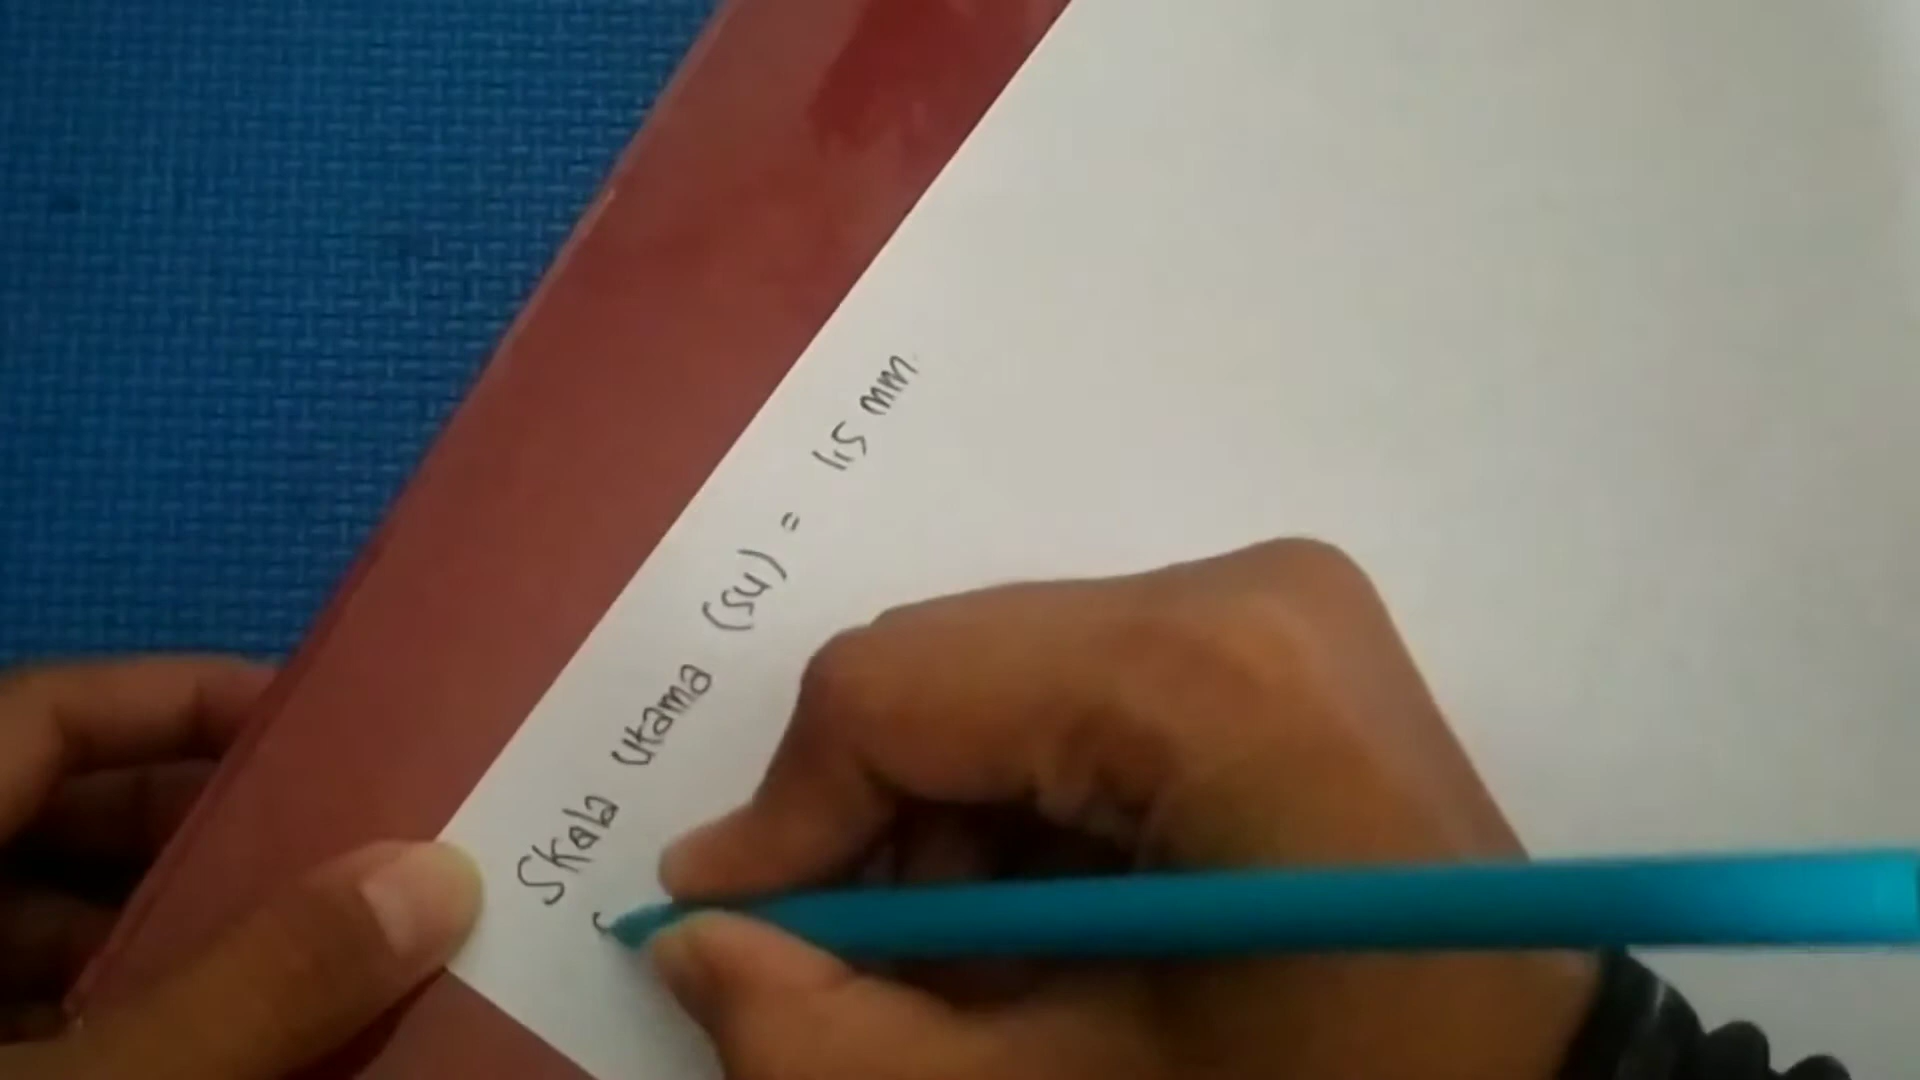 Skala utama (su) = 1,5 mm